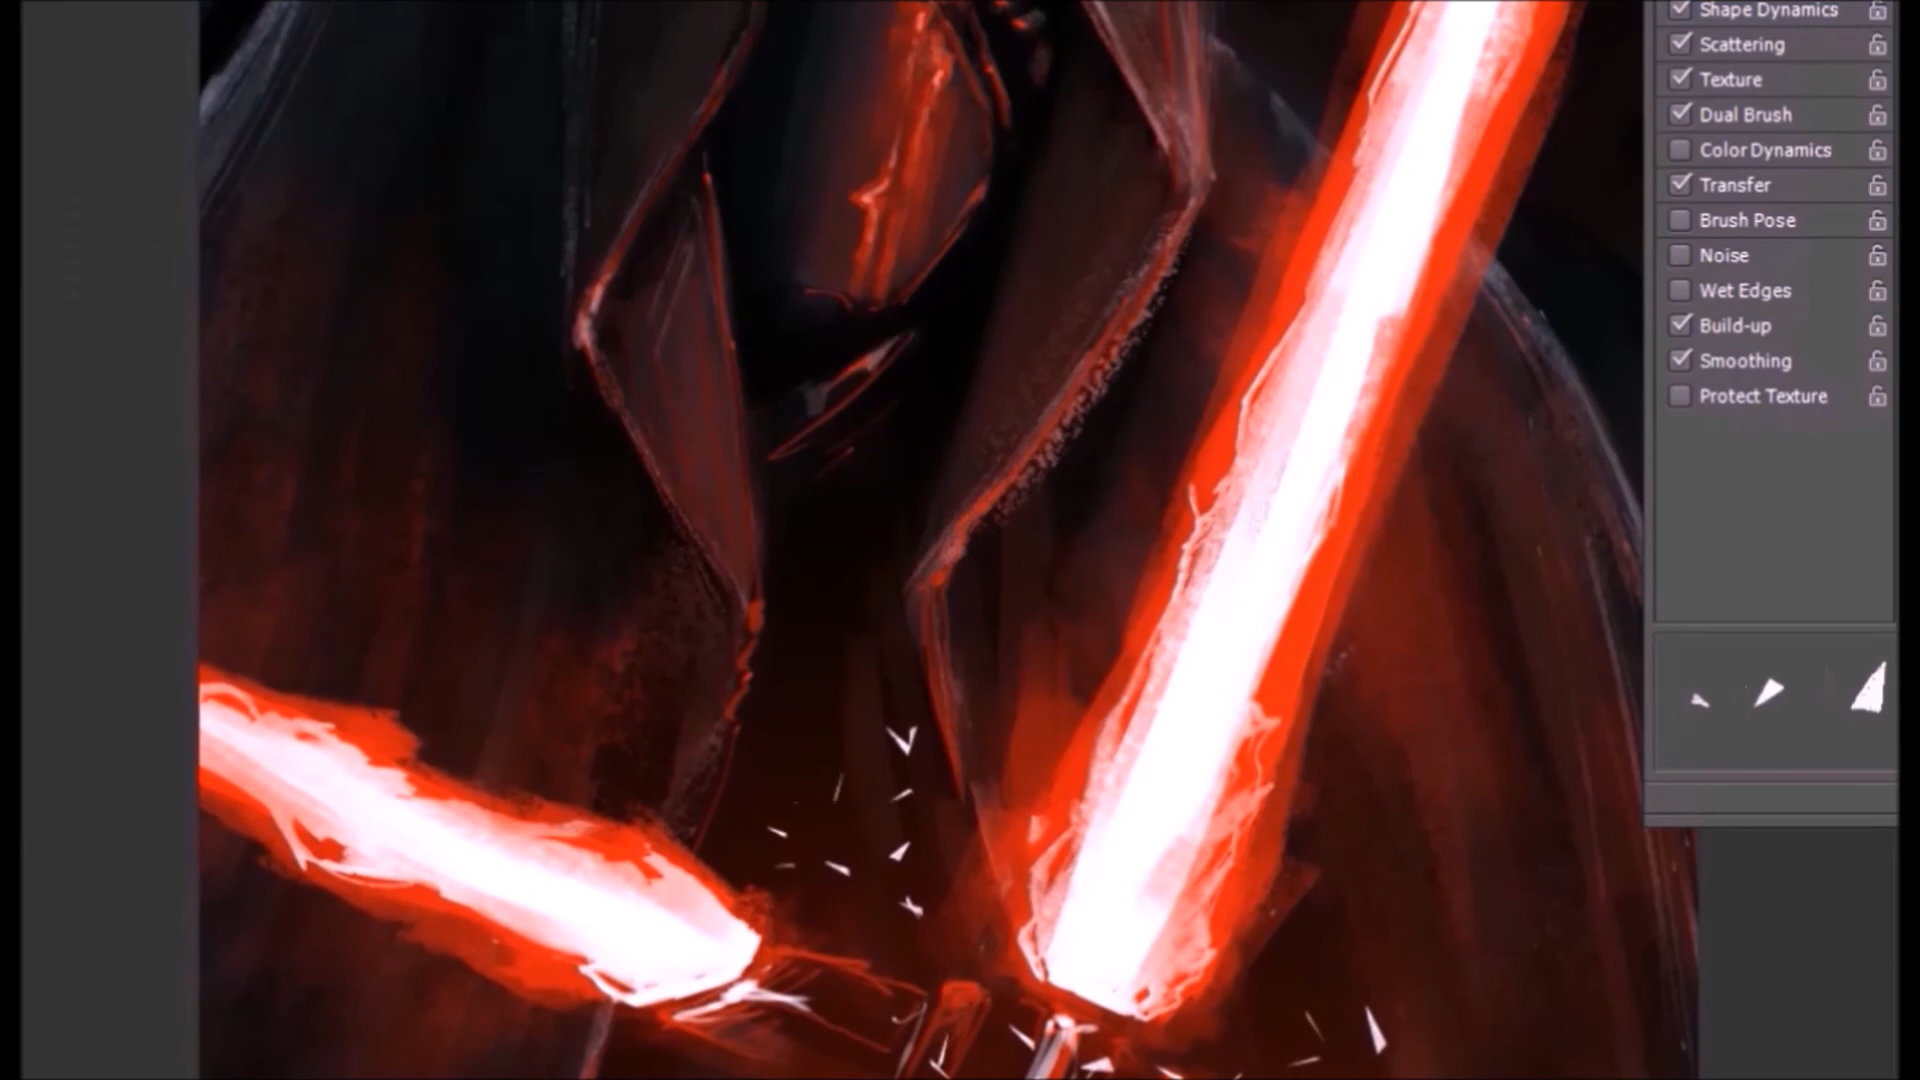 Shape Dynamics
Scattering
Texture
Dual Brush
Color Dynamics
Transfer
Brush Pose
Noise
Wet Edges
Build-up
Smoothing
Protect Texture